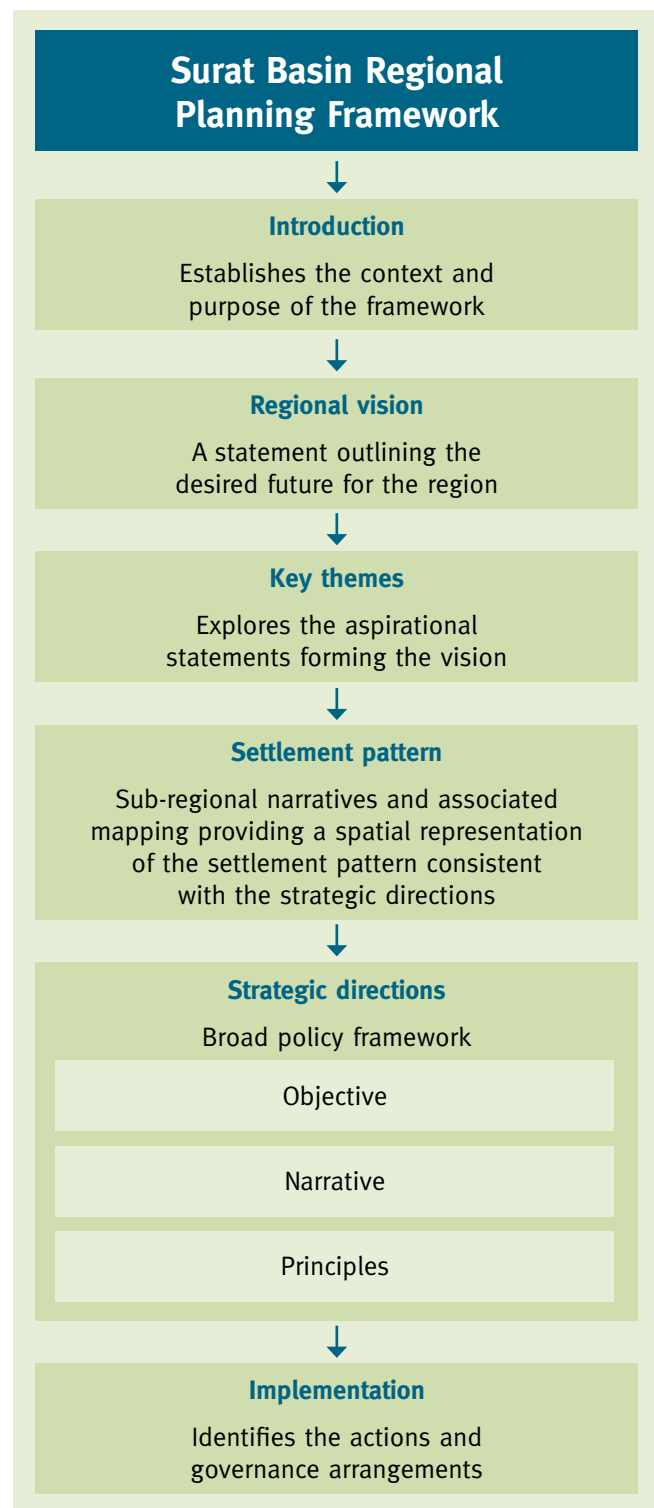 Surat Basin Regional
Planning Framework
Introduction
Establishes the context and
purpose of the framework
Regional vision
A statement outlining the
desired future for the region
Key themes
Explores the aspirational
statements forming the vision
Settlement pattern
Sub-regional narratives and associated
mapping providing a spatial representation
of the settlement pattern consistent
with the strategic directions
Strategic directions
Broad policy framework
Objective
Narrative
Principles
Implementation
Identifies the actions and
governance arrangements